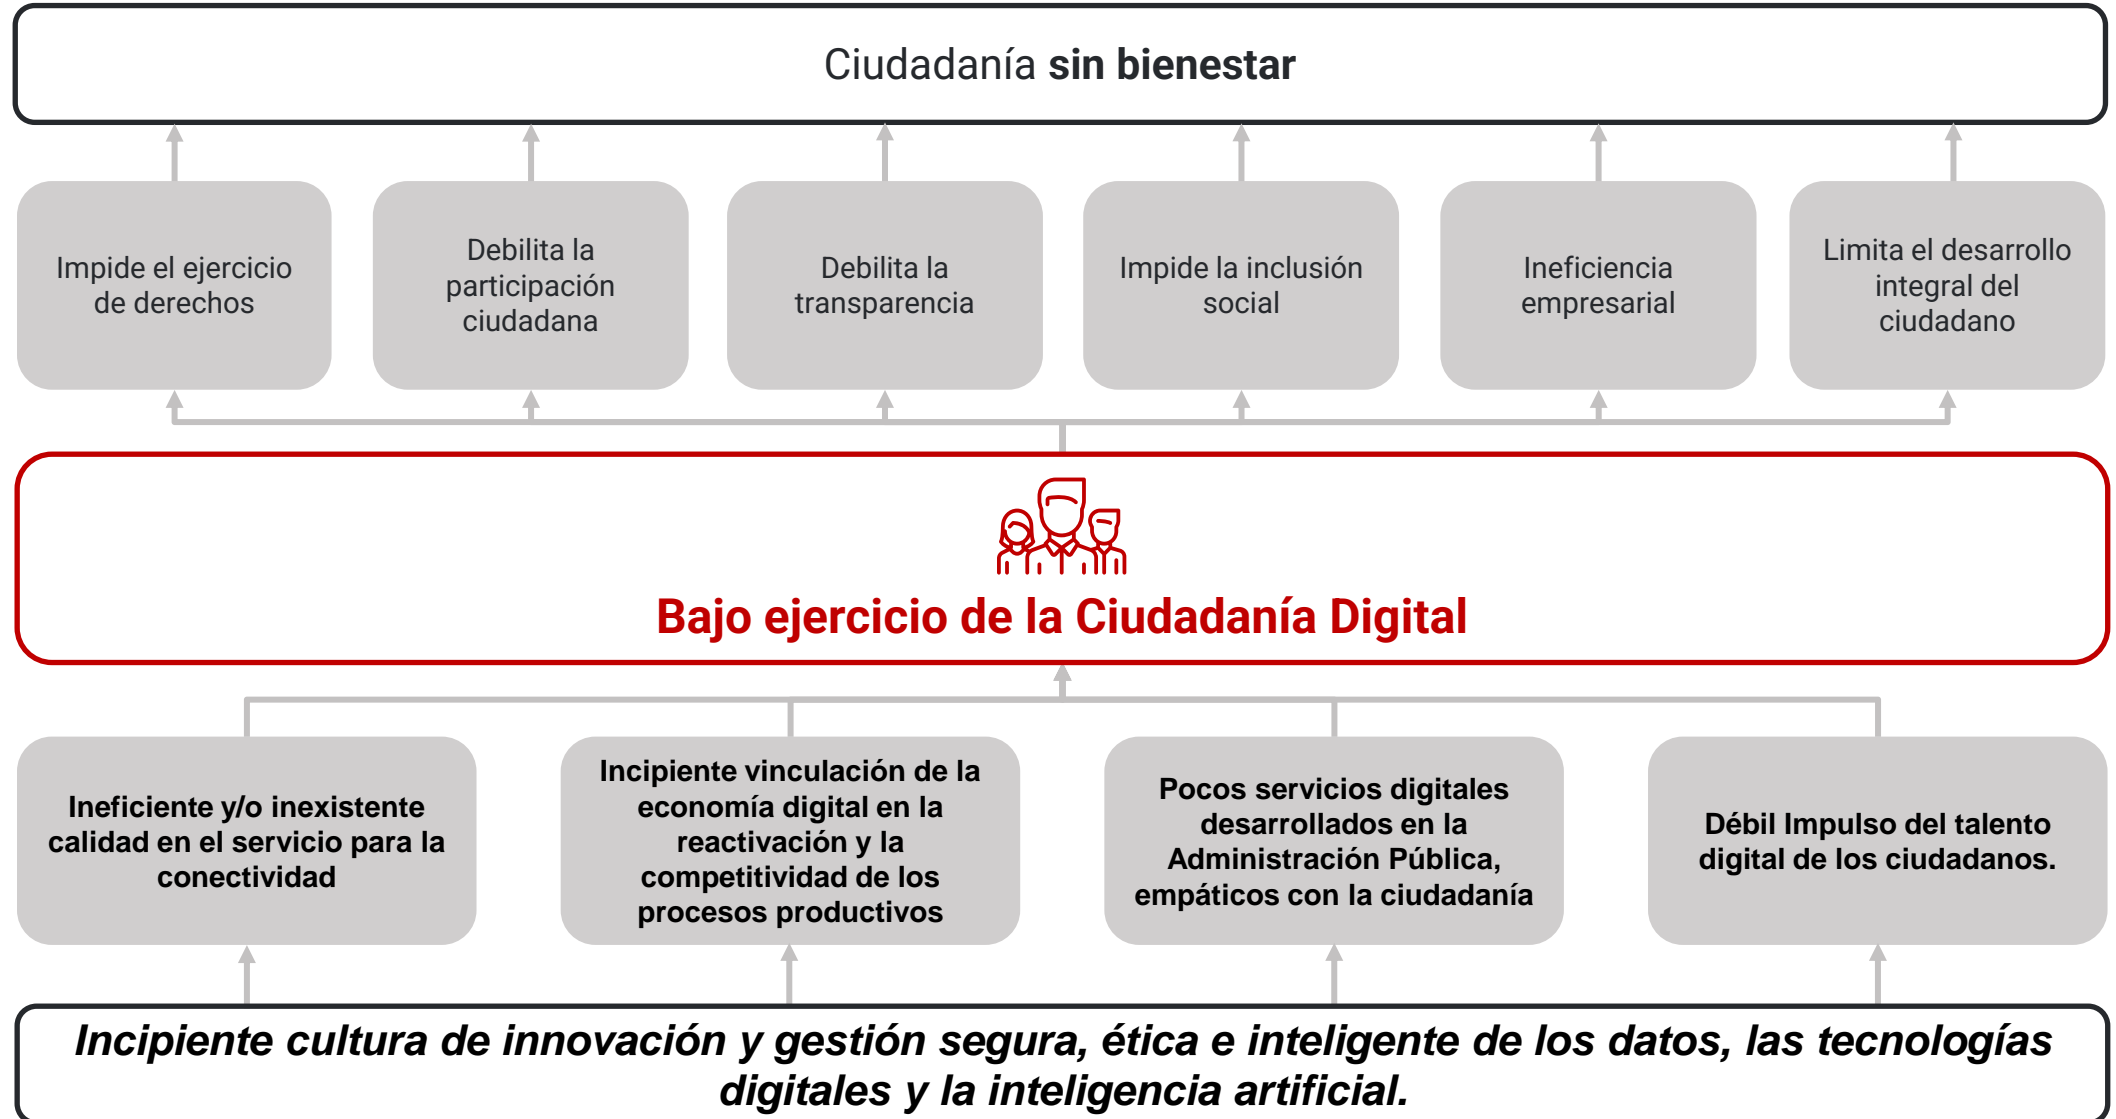 Ciudadanía sin bienestar
Impide el ejercicio
de derechos
Debilita la
participación
ciudadana
Debilita la
transparencia
Impide la inclusión
social
Ineficiencia
empresarial
Limita el desarrollo
integral del
ciudadano
Bajo ejercicio de la Ciudadanía Digital
Ineficiente y/o inexistente
calidad en el servicio para la
conectividad
Incipiente vinculación de la
economía digital en la
reactivación y la
competitividad de los
procesos productivos
Pocos servicios digitales
desarrollados en la
Administración Pública,
empáticos con la ciudadanía
Débil Impulso del talento
digital de los ciudadanos.
Incipiente cultura de innovación y gestión segura, ética e inteligente de los datos, las tecnologías
digitales y la inteligencia artificial.